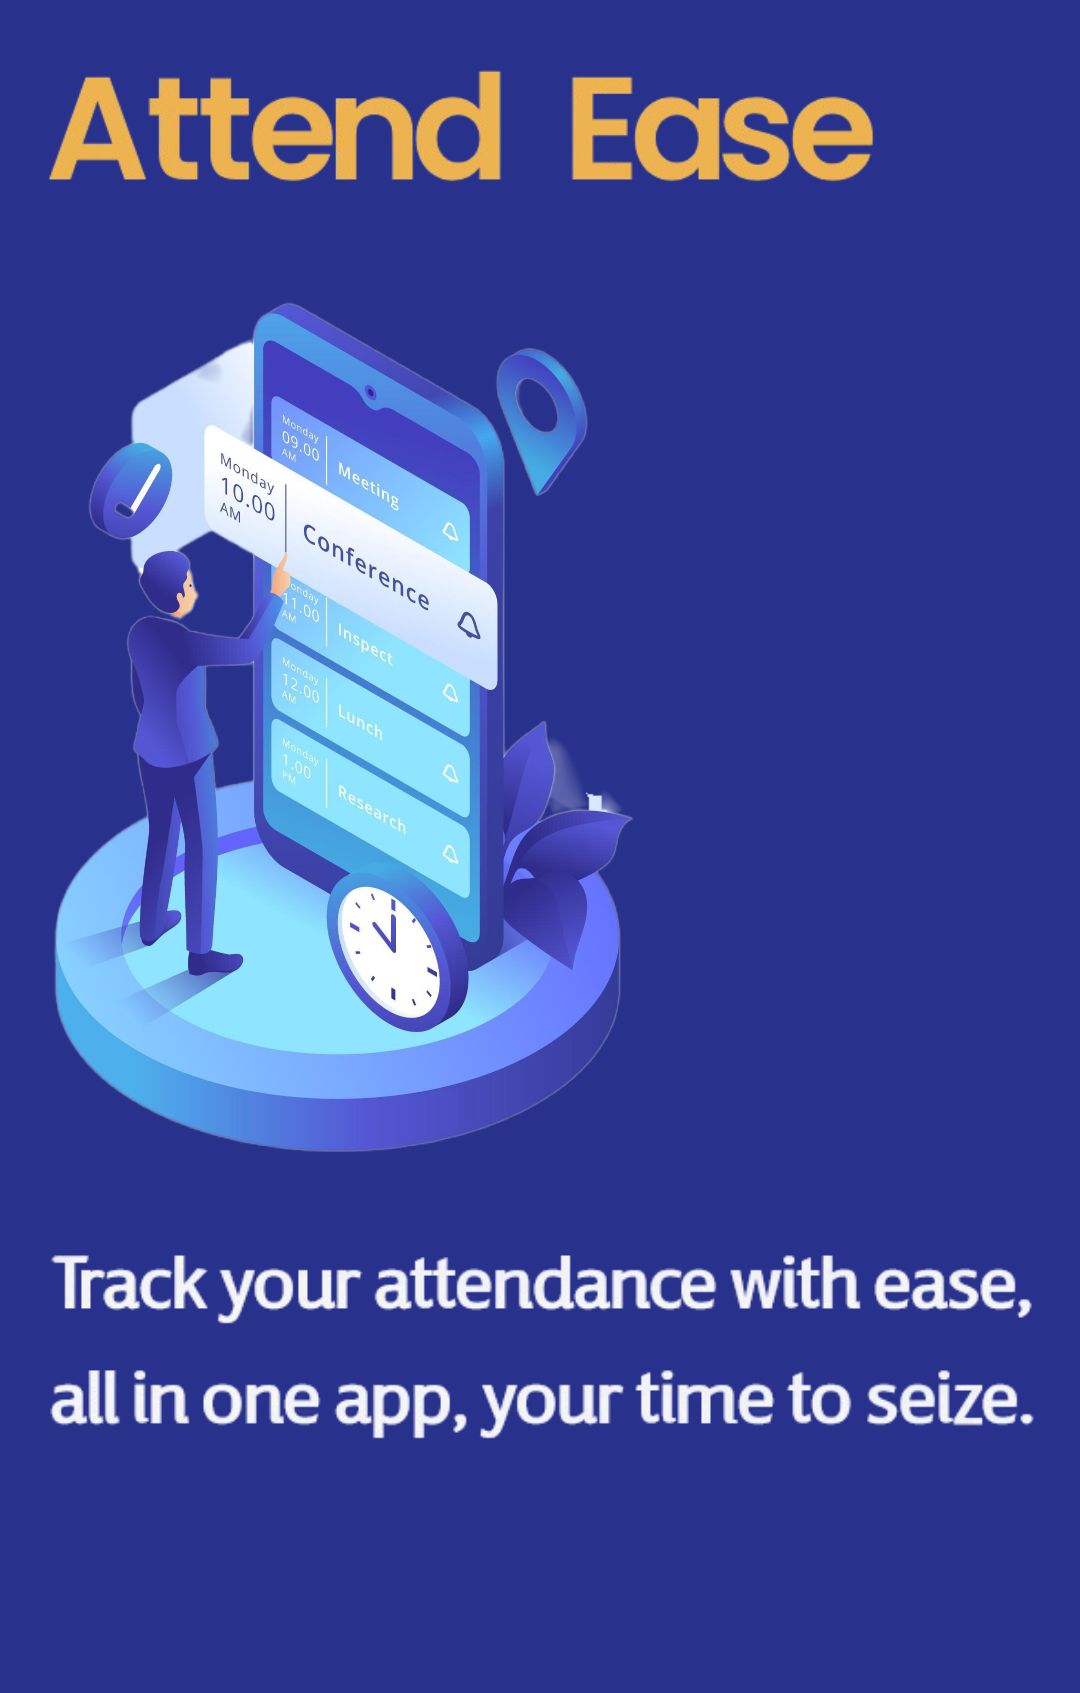 Attend Ease
Monday
09.00
AM
Meeting
Monday
10.00
AM
Conference
onday
11.00
AM
Inspect
Monday
12.00
AM
Lunch
Monday
1.00
PM
Research
Track your attendance with ease,
all in one app, your time to seize.